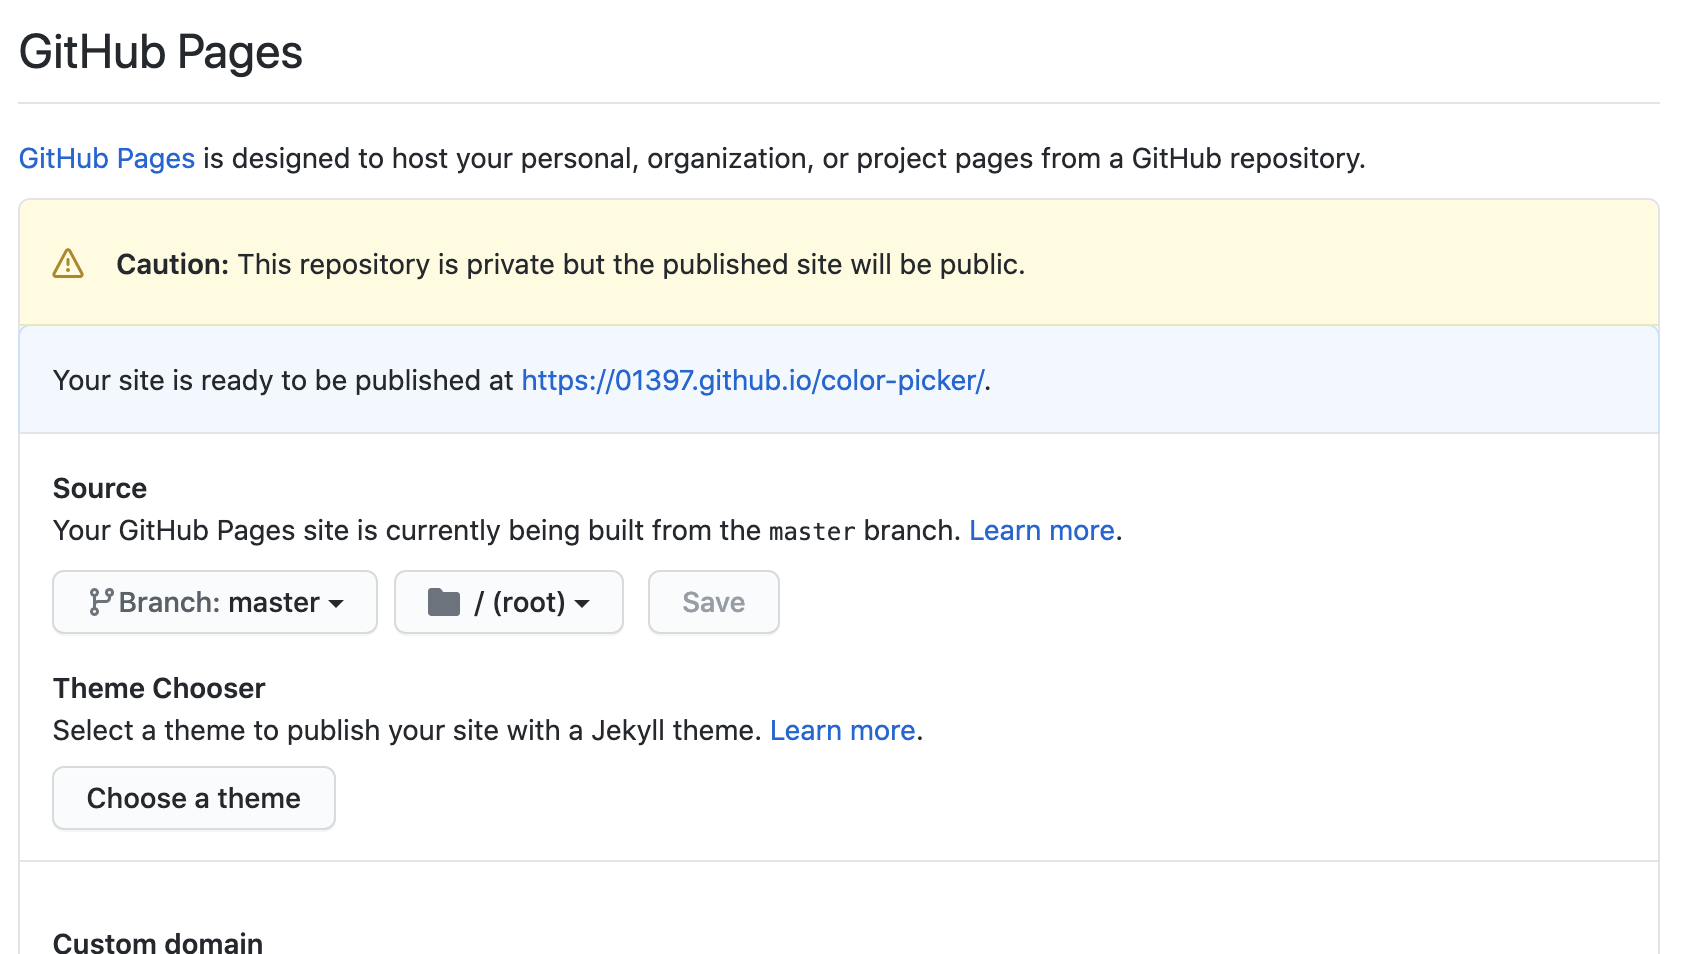 GitHub Pages
GitHub Pages is designed to host your personal, organization, or project pages from a GitHub repository.
Caution: This repository is private but the published site will be public.
Your site is ready to be published at https://01397.github.io/color-picker/.
Source
Your GitHub Pages site is currently being built from the master branch. Learn more.
Branch: master / (root) Save
Theme Chooser
Select a theme to publish your site with a Jekyll theme. Learn more.
Choose a theme
Custom domain